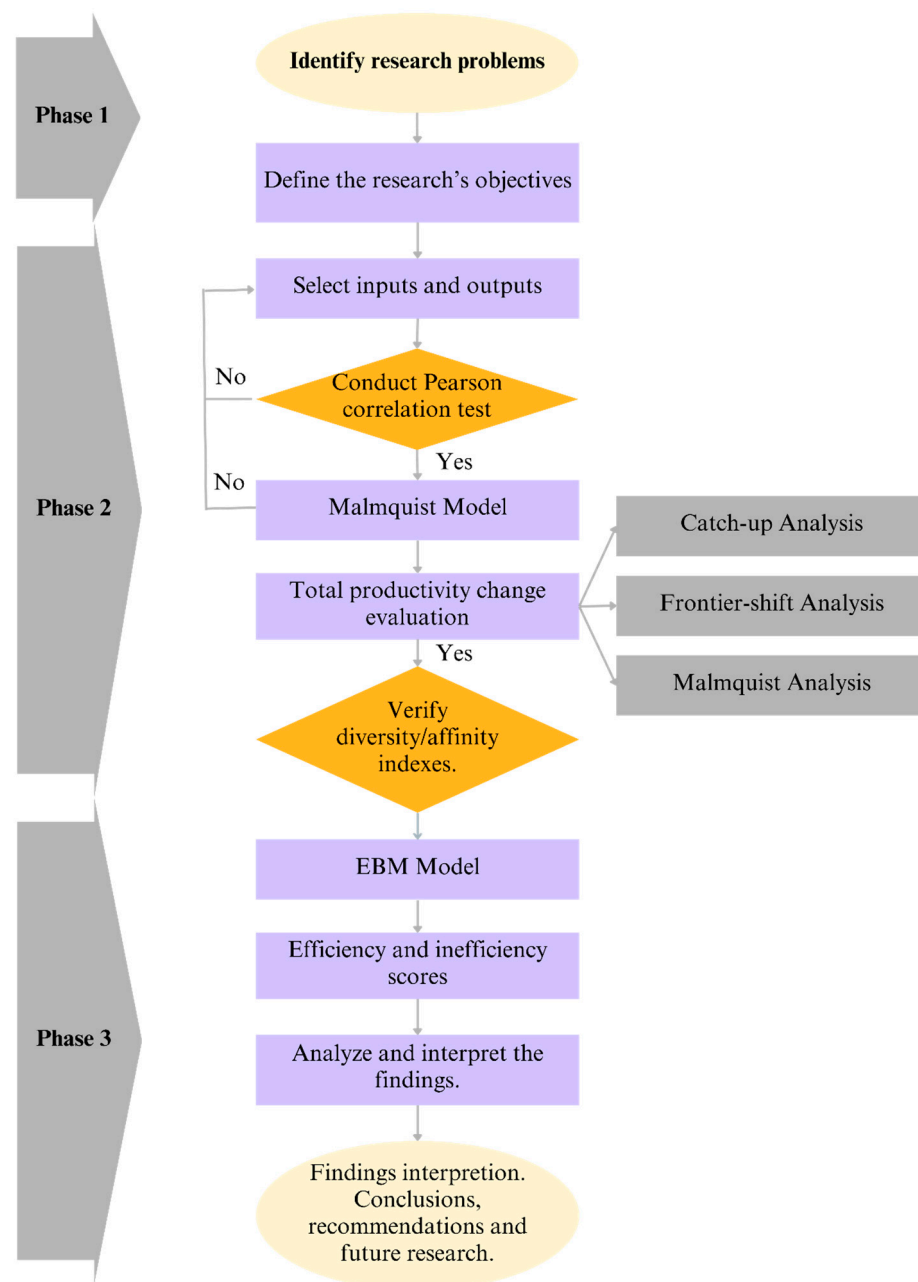 Identify research problems
Phase 1
Define the research's objectives
Select inputs and outputs
No
Conduct Pearson
correlation test
Yes
No
Phase 2
Malmquist Model
Catch-up Analysis
Total productivity change
evaluation
Frontier-shift Analysis
Yes
Malmquist Analysis
Verify
diversity/affinity
indexes.
EBM Model
Efficiency and inefficiency
scores
Phase 3
Analyze and interpret the
findings.
Findings interpretion.
Conclusions,
recommendations and
future research.